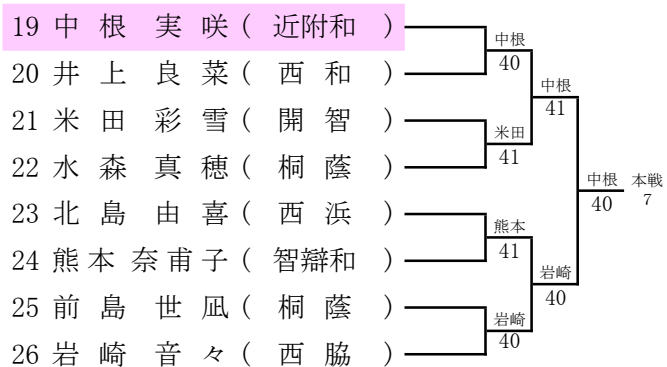 19 中 根 実 咲 ( 近附和 )
20 井 上 良 菜 ( 西 和 )
21 米 田 彩 雪 ( 開 智 )
22 水 森 真 穂 ( 桐 蔭 )
23 北 島 由 喜 ( 西 浜 )
24 熊 本 奈 甫 子 ( 智辯和 )
25 前 島 世 凪 ( 桐 蔭 )
26 岩 崎 音 々 ( 西 脇 )
中根
40
米田
41
熊本
41
岩崎
40
中根
41
岩崎
40
中根
40
本戦
7